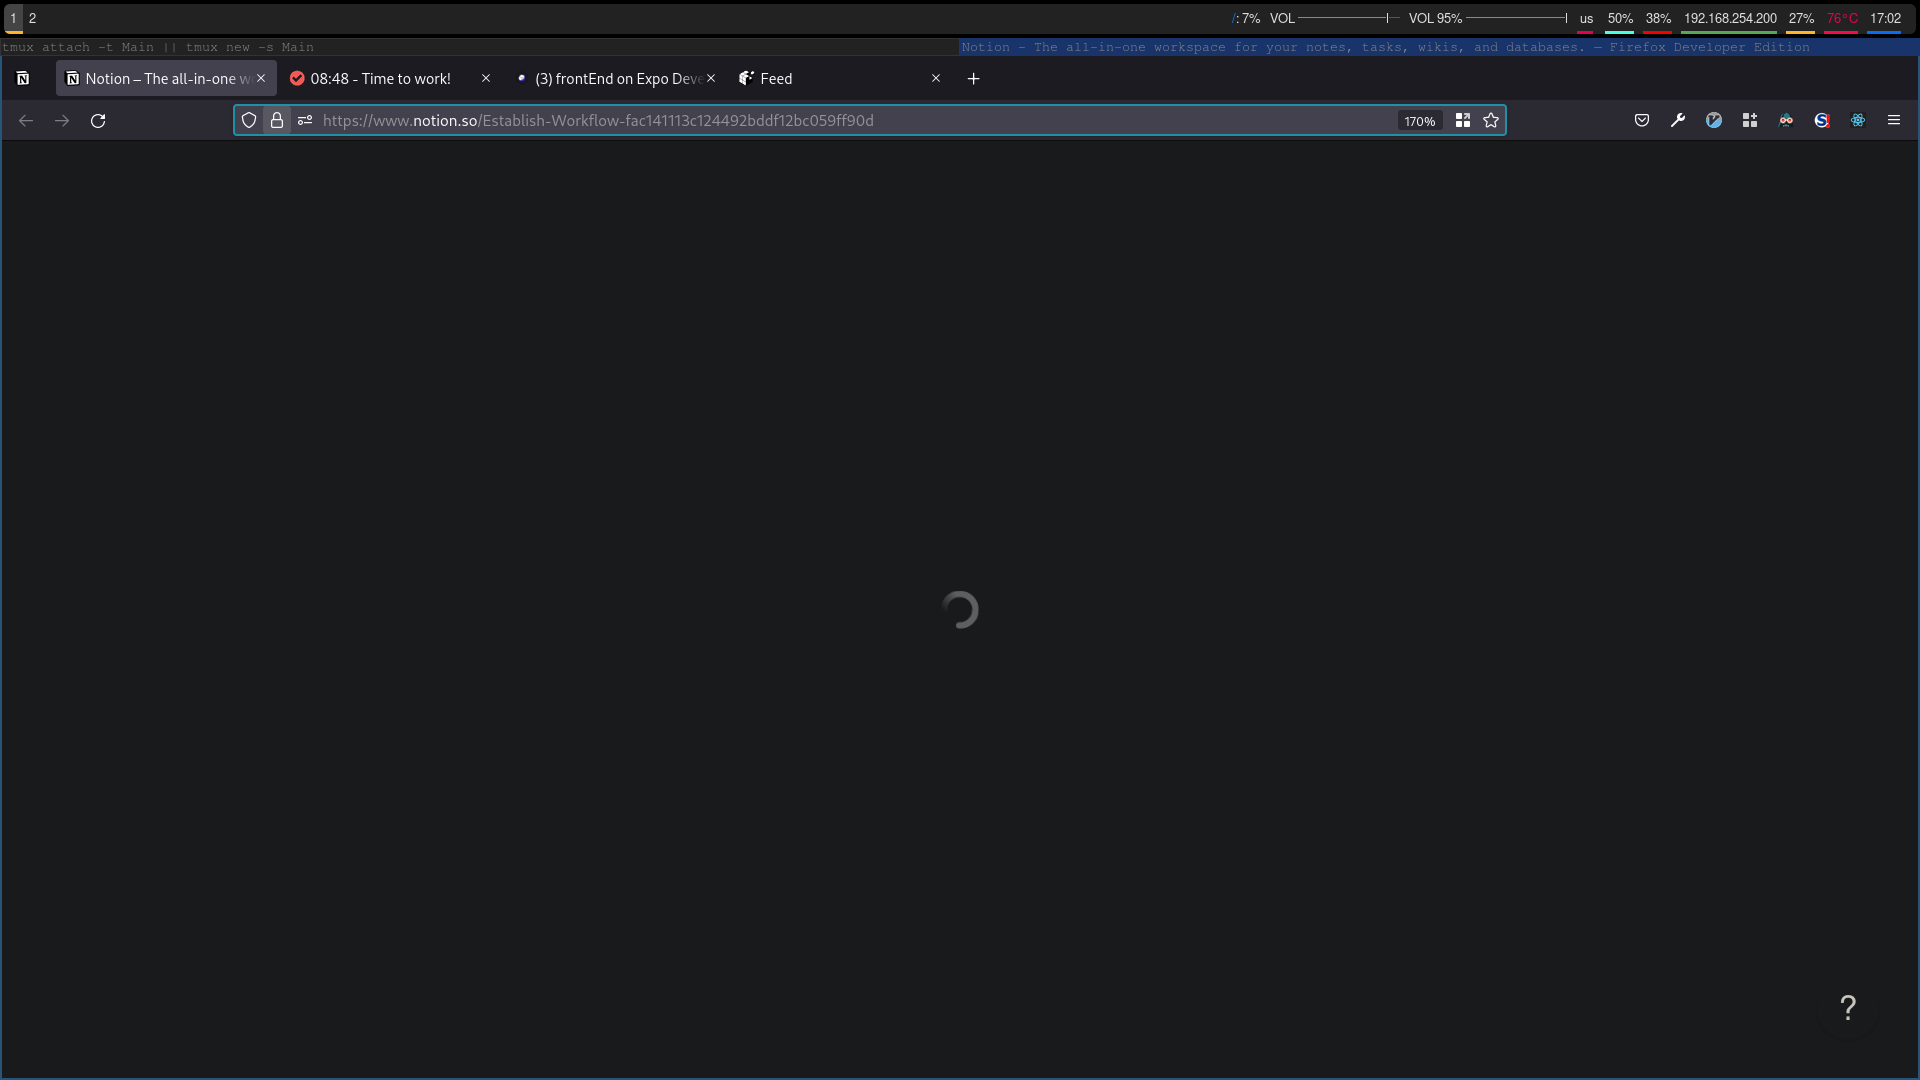 1 2 /: 7% VOL VOL 95% us 50% 38% 192.168.254.200 27% 76°C 17:02
tmux attach -t Main || tmux new -s Main Notion – The all-in-one workspace for your notes, tasks, wikis, and databases. — Firefox Developer Edition
Notion – The all-in-one w 08:48 - Time to work! (3) frontEnd on Expo Deve Feed
https://www.notion.so/Establish-Workflow-fac141113c124492bddf12bc059ff90d 170%
?